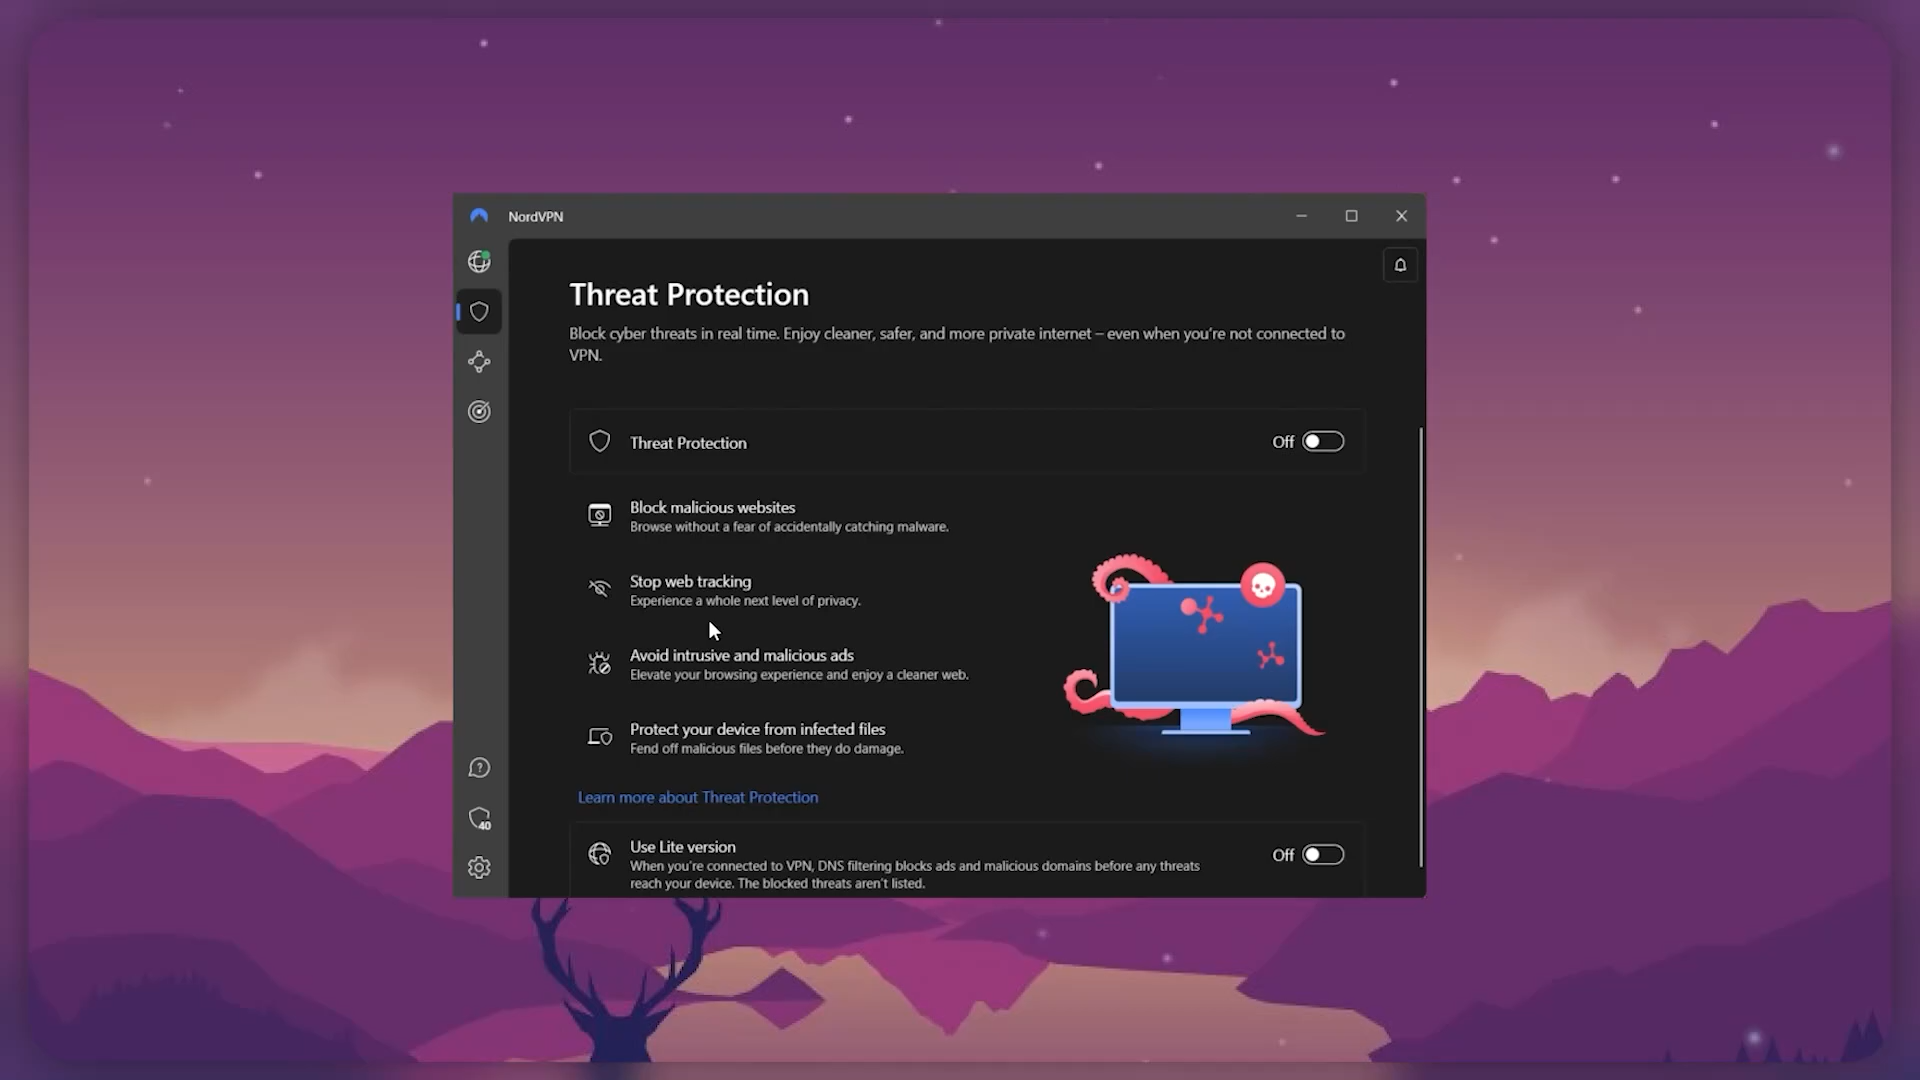 NordVPN
Threat Protection
Block cyber threats in real time. Enjoy cleaner, safer, and more private internet – even when you're not connected to
VPN.
Threat Protection
Off
Block malicious websites
Browse without a fear of accidentally catching malware.
Stop web tracking
Experience a whole next level of privacy.
Avoid intrusive and malicious ads
Elevate your browsing experience and enjoy a cleaner web.
Protect your device from infected files
Fend off malicious files before they do damage.
Learn more about Threat Protection
40
Use Lite version
Off
When you're connected to VPN, DNS filtering blocks ads and malicious domains before any threats
reach your device. The blocked threats aren't listed.